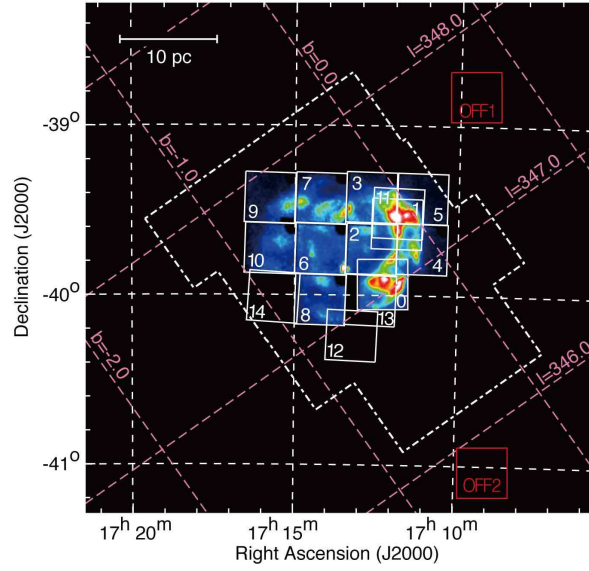 10 pc
b=0.0
l=348.0
OFF1
-39°
b=-1.0
l=347.0
7
3
11
1
5
9
2
4
10
6
-40°
0
14
8
13
12
b=-2.0
l=346.0
-41°
OFF2
17ʰ 20ᵐ
17ʰ 15ᵐ
17ʰ 10ᵐ
Right Ascension (J2000)
Declination (J2000)